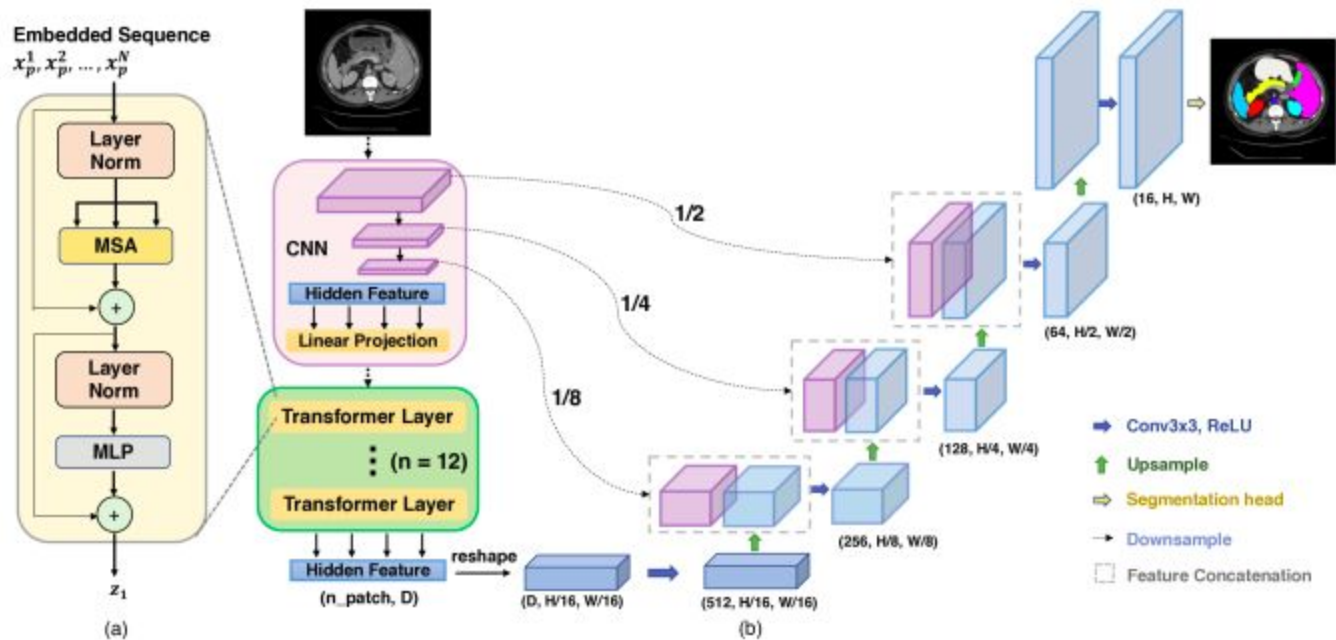 Embedded Sequence
x_p^1, x_p^2, ..., x_p^N
Layer
Norm
MSA
+
Layer
Norm
MLP
+
z_1
(a)
CNN
Hidden Feature
Linear Projection
Transformer Layer
(n = 12)
Transformer Layer
Hidden Feature
(n_patch, D)
reshape
(D, H/16, W/16)
(512, H/16, W/16)
(b)
1/2
1/4
1/8
(256, H/8, W/8)
(128, H/4, W/4)
(64, H/2, W/2)
(16, H, W)
Conv3x3, ReLU
Upsample
Segmentation head
Downsample
Feature Concatenation